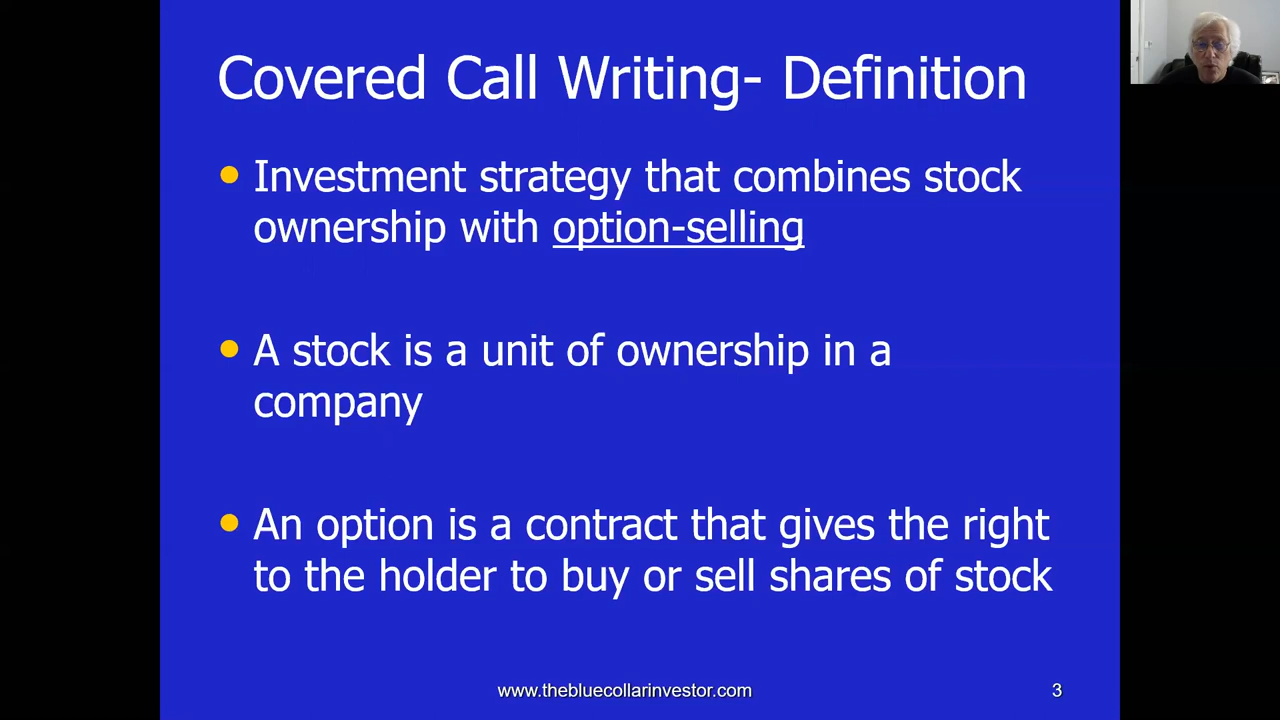 Covered Call Writing- Definition
Investment strategy that combines stock
ownership with option-selling
A stock is a unit of ownership in a
company
An option is a contract that gives the right
to the holder to buy or sell shares of stock
www.thebluecollarinvestor.com
3